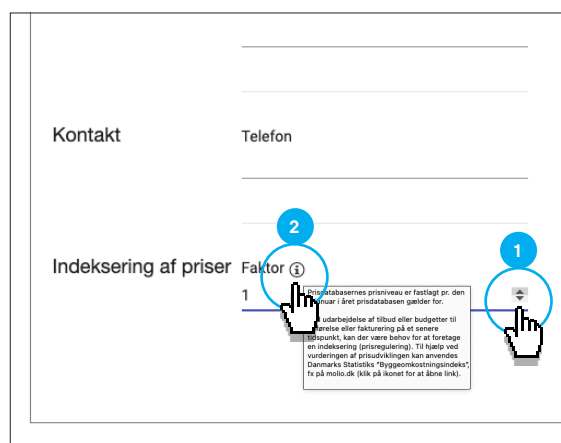 Kontakt
Telefon
2
1
Indeksering af priser
Faktor
1
Prisdatabasernes prisniveau er fastlagt pr. den
januar i året prisdatabasen gælder for.
udarbejdelse af tilbud eller budgetter til
eller fakturering på et senere
tidspunkt, kan der være behov for at foretage
en indeksering (prisregulering). Til hjælp ved
vurderingen af prisudviklingen kan anvendes
Danmarks Statistiks "Byggeomkostningsindeks",
fx på molio.dk (klik på ikonet for at åbne link).